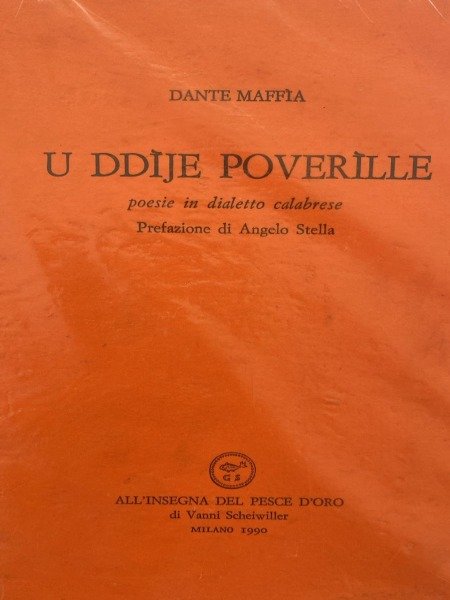 DANTE MAFFÌA
U DDÌJE POVERÌLLE
poesie in dialetto calabrese
Prefazione di Angelo Stella
G S
ALL'INSEGNA DEL PESCE D'ORO
di Vanni Scheiwiller
MILANO 1990